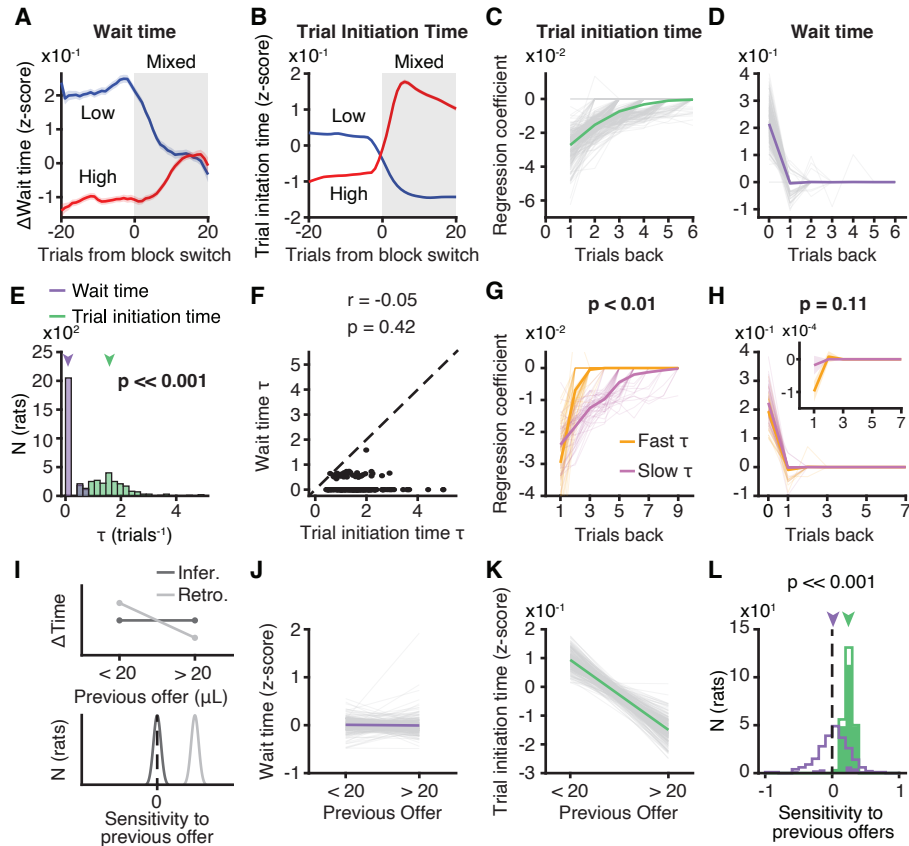 A
Wait time
x10⁻¹
Mixed
Low
High
ΔWait time (z-score)
3
2
1
0
-1
-2
-20
0
20
Trials from block switch
B
Trial Initiation Time
x10⁻¹
Mixed
Low
High
Trial initiation time (z-score)
2
1
0
-1
-2
-20
0
20
Trials from block switch
C
Trial initiation time
x10⁻²
Regression coefficient
0
-2
-4
-6
0 1 2 3 4 5 6
Trials back
D
Wait time
x10⁻¹
4
3
2
1
0
-1
0 1 2 3 4 5 6
Trials back
E
Wait time
Trial initiation time
x10²
p << 0.001
N (rats)
25
20
15
10
5
0
0 2 4
τ (trials⁻¹)
F
r = -0.05
p = 0.42
Wait time τ
5
4
3
2
1
0
0 2 4
Trial initiation time τ
G
p < 0.01
x10⁻²
Regression coefficient
1
0
-1
-2
-3
-4
Fast τ
Slow τ
1 3 5 7 9
Trials back
H
p = 0.11
x10⁻¹
4
3
2
1
0
-1
x10⁻⁴
0
-1
1 3 5 7
0 1 3 5 7
Trials back
I
Infer.
Retro.
ΔTime
< 20 > 20
Previous offer (μL)
N (rats)
0
Sensitivity to
previous offer
J
Wait time (z-score)
2
1
0
-1
< 20 > 20
Previous Offer
K
x10⁻¹
Trial initiation time (z-score)
3
2
1
0
-1
-2
-3
< 20 > 20
Previous Offer
L
p << 0.001
x10¹
N (rats)
15
10
5
0
-1 0 1
Sensitivity to
previous offers